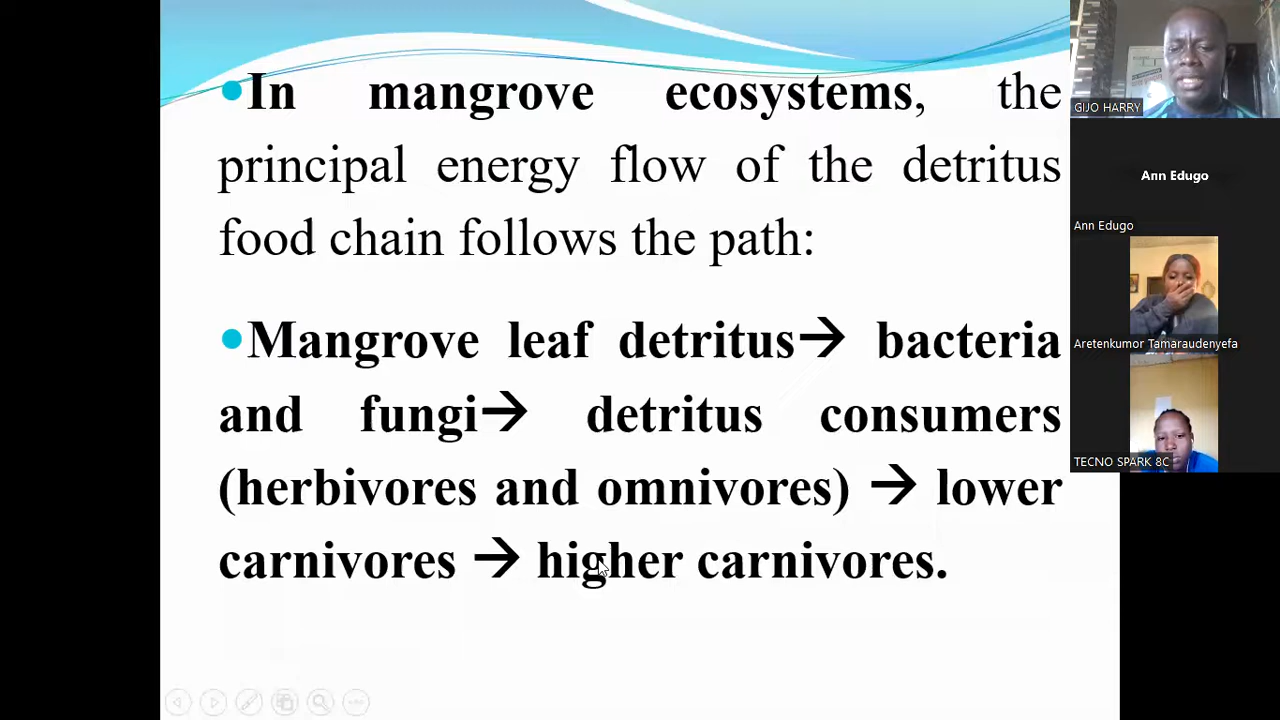 •In mangrove ecosystems, the
principal energy flow of the detritus
food chain follows the path:
•Mangrove leaf detritus→ bacteria
and fungi→ detritus consumers
(herbivores and omnivores) → lower
carnivores → higher carnivores.
GIJO HARRY
Ann Edugo
Ann Edugo
Aretenkumor Tamaraudenyefa
TECNO SPARK 8C